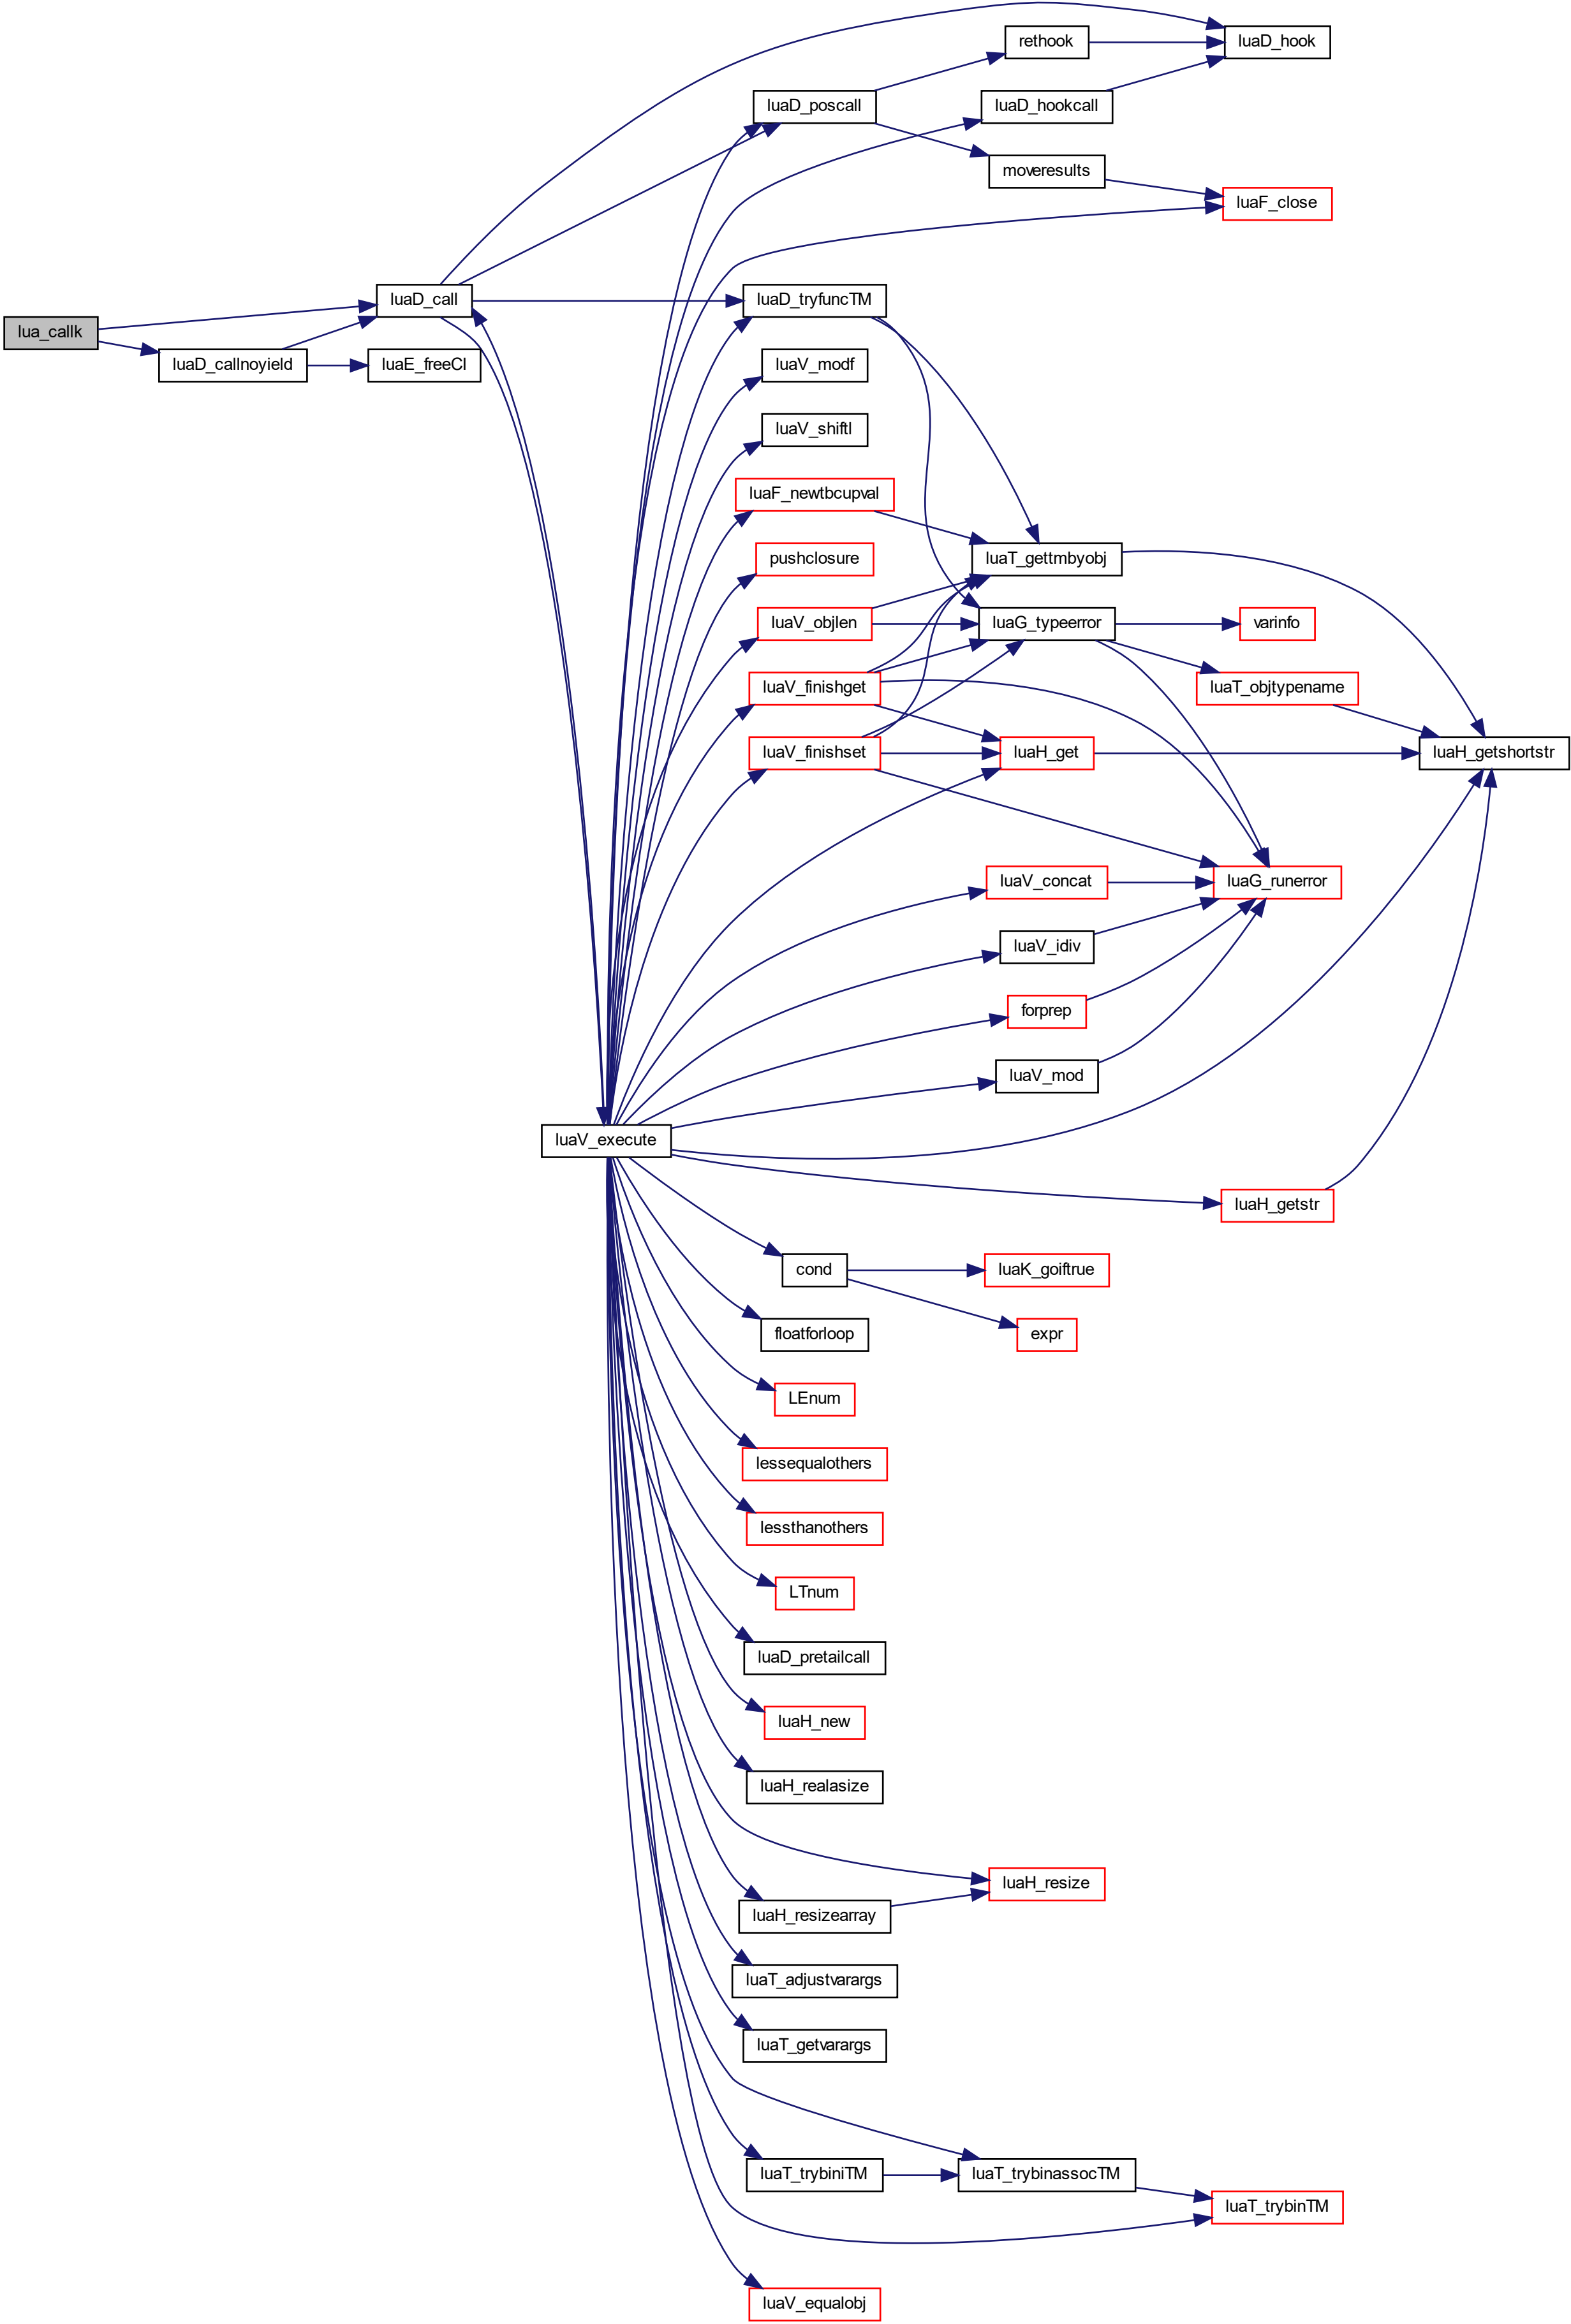 rethook
luaD_hook
luaD_poscall
luaD_hookcall
moveresults
luaF_close
luaD_call
luaD_tryfuncTM
lua_callk
luaD_callnoyield
luaE_freeCI
luaV_modf
luaV_shiftl
luaF_newtbcupval
pushclosure
luaT_gettmbyobj
luaV_objlen
luaG_typeerror
varinfo
luaV_finishget
luaT_objtypename
luaV_finishset
luaH_get
luaH_getshortstr
luaV_concat
luaG_runerror
luaV_idiv
forprep
luaV_mod
luaV_execute
luaH_getstr
cond
luaK_goiftrue
floatforloop
expr
LEnum
lessequalothers
lessthanothers
LTnum
luaD_pretailcall
luaH_new
luaH_realasize
luaH_resize
luaH_resizearray
luaT_adjustvarargs
luaT_getvarargs
luaT_trybiniTM
luaT_trybinassocTM
luaT_trybinTM
luaV_equalobj